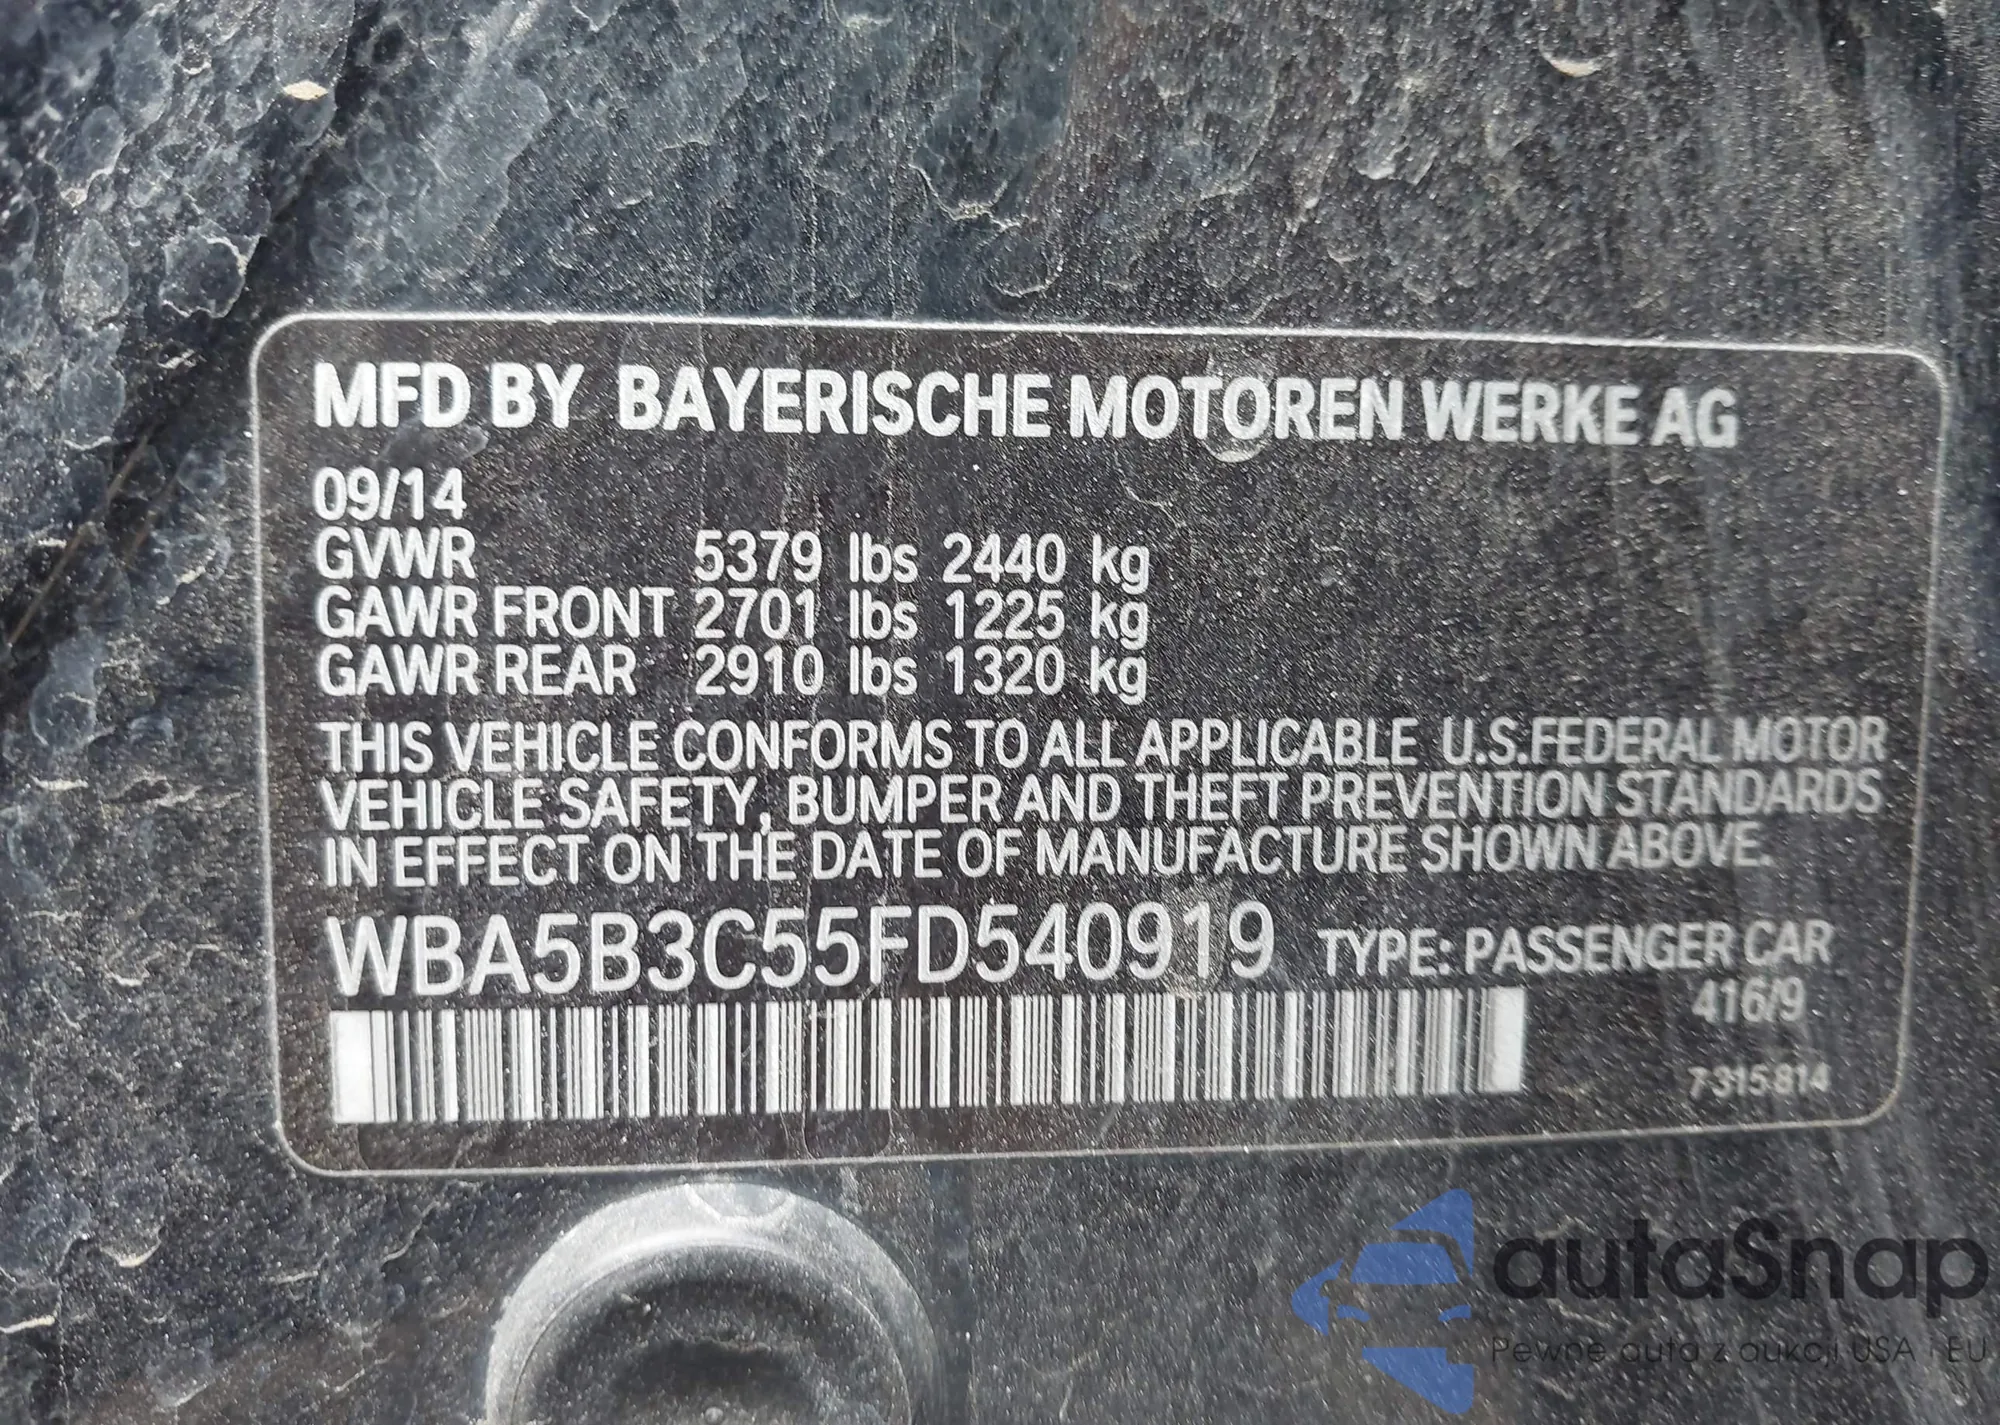 MFD BY BAYERISCHE MOTOREN WERKE AG
09/14
GVWR 5379 lbs 2440 kg
GAWR FRONT 2701 lbs 1225 kg
GAWR REAR 2910 lbs 1320 kg
THIS VEHICLE CONFORMS TO ALL APPLICABLE U.S.FEDERAL MOTOR
VEHICLE SAFETY, BUMPER AND THEFT PREVENTION STANDARDS
IN EFFECT ON THE DATE OF MANUFACTURE SHOWN ABOVE.
WBA5B3C55FD540919 TYPE: PASSENGER CAR
416/9
7 315 814
autaSnap
Pewne auta z aukcji USA i EU